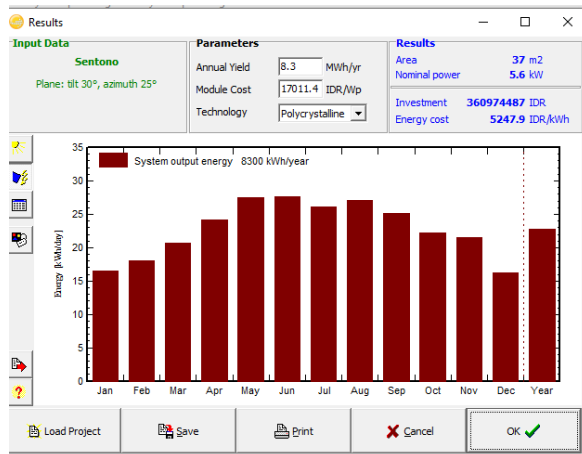 Results
Input Data
Sentono
Plane: tilt 30°, azimuth 25°
Parameters
Annual Yield 8.3 MWh/yr
Module Cost 17011.4 IDR/Wp
Technology Polycrystalline
Results
Area 37 m2
Nominal power 5.6 kW
Investment 360974487 IDR
Energy cost 5247.9 IDR/kWh
System output energy 8300 kWh/year
Energy [kWh/day]
35
30
25
20
15
10
5
0
Jan Feb Mar Apr May Jun Jul Aug Sep Oct Nov Dec Year
?
Load Project Save Print Cancel OK